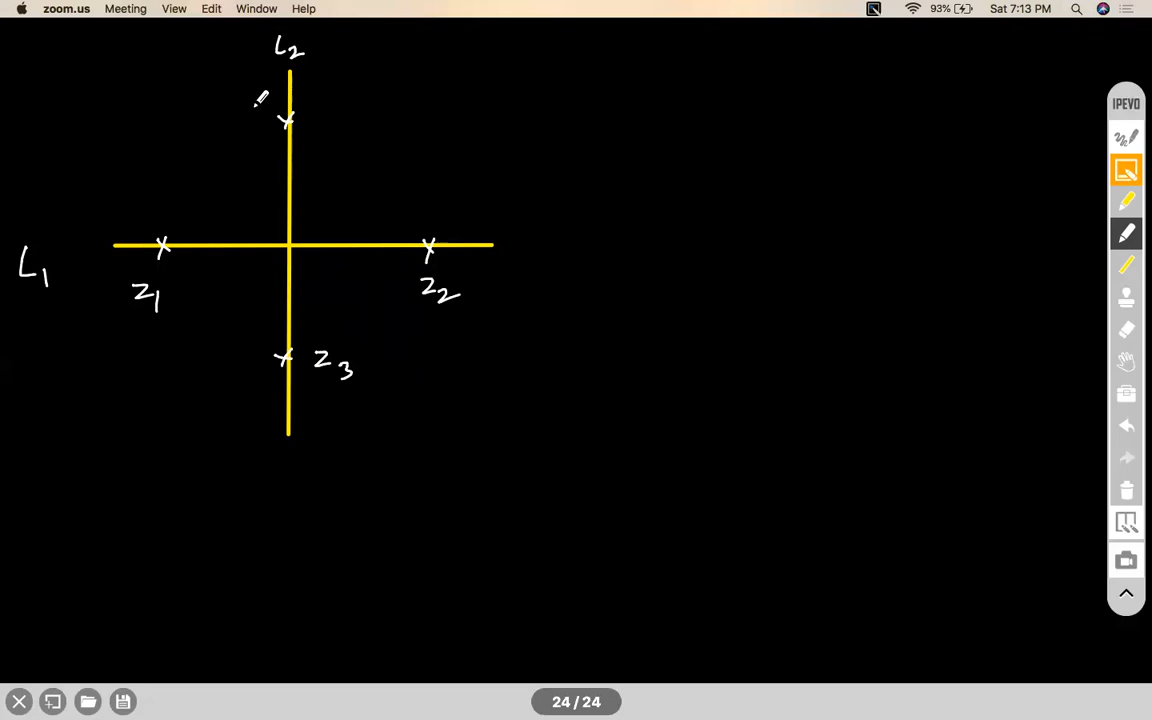 zoom.us Meeting View Edit Window Help 93% Sat 7:13 PM
L2
IPEVO
L1
z1
z2
z3
24 / 24